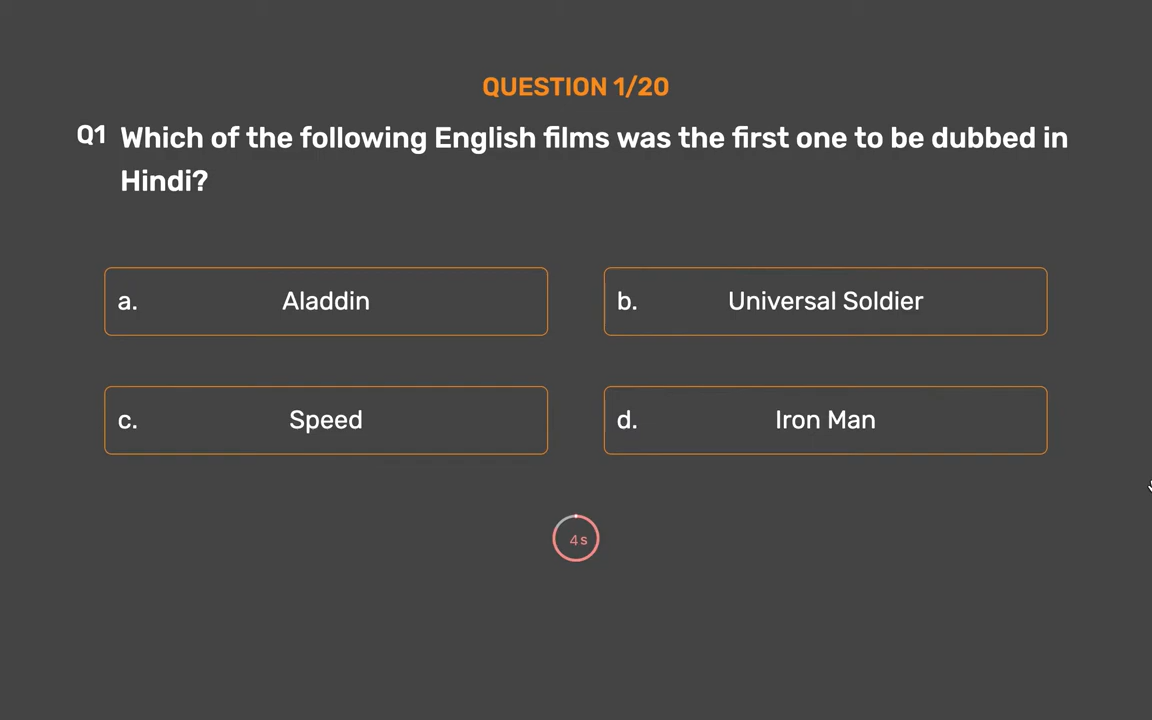 QUESTION 1/20
Q1 Which of the following English films was the first one to be dubbed in
Hindi?
a. Aladdin
b. Universal Soldier
c. Speed
d. Iron Man
4s